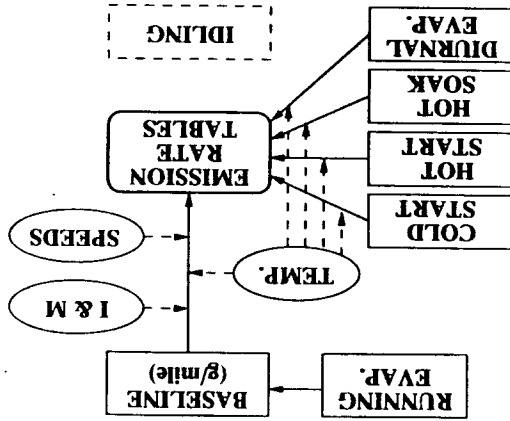 RUNNING
EVAP.
BASELINE
(g/mile)
I & M
TEMP.
SPEEDS
COLD
START
HOT
START
EMISSION
RATE
TABLES
HOT
SOAK
DIURNAL
EVAP.
IDLING